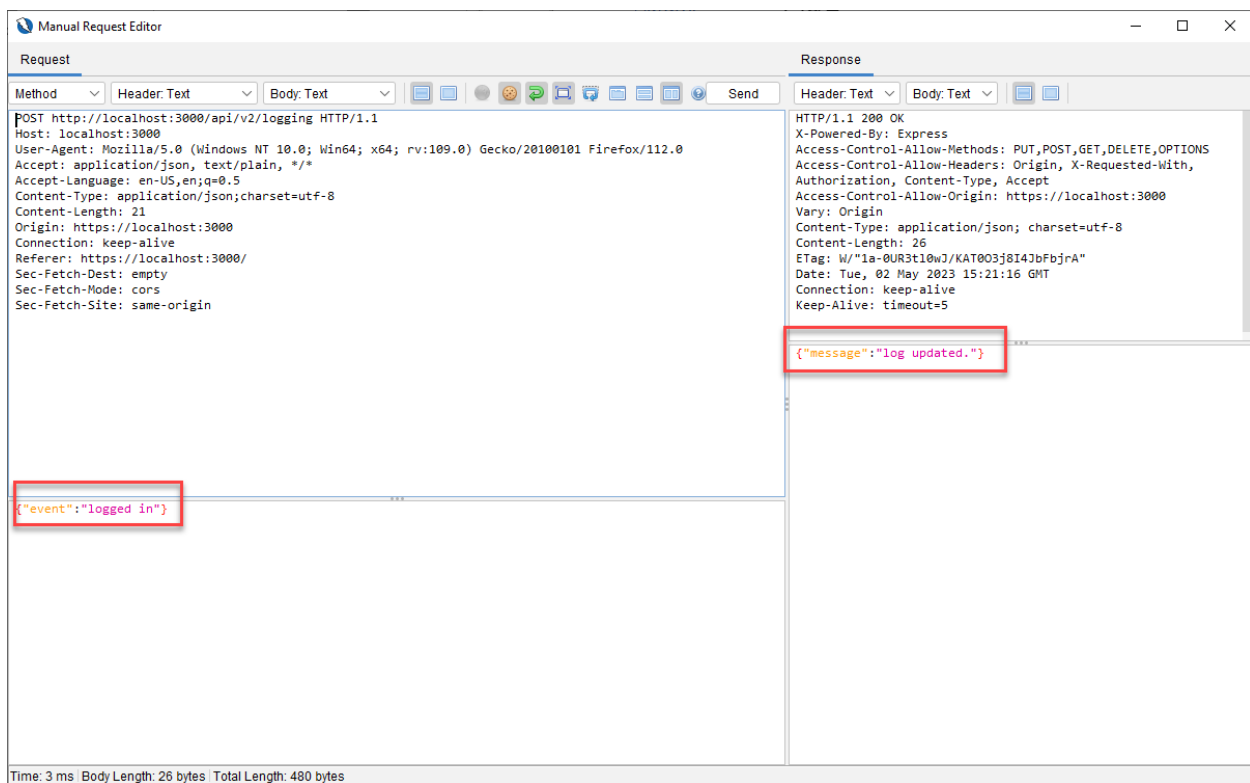 Manual Request Editor
Request
Method Header: Text Body: Text Send
POST http://localhost:3000/api/v2/logging HTTP/1.1
Host: localhost:3000
User-Agent: Mozilla/5.0 (Windows NT 10.0; Win64; x64; rv:109.0) Gecko/20100101 Firefox/112.0
Accept: application/json, text/plain, */*
Accept-Language: en-US,en;q=0.5
Content-Type: application/json;charset=utf-8
Content-Length: 21
Origin: https://localhost:3000
Connection: keep-alive
Referer: https://localhost:3000/
Sec-Fetch-Dest: empty
Sec-Fetch-Mode: cors
Sec-Fetch-Site: same-origin
{"event":"logged in"}
Response
Header: Text Body: Text
HTTP/1.1 200 OK
X-Powered-By: Express
Access-Control-Allow-Methods: PUT,POST,GET,DELETE,OPTIONS
Access-Control-Allow-Headers: Origin, X-Requested-With,
Authorization, Content-Type, Accept
Access-Control-Allow-Origin: https://localhost:3000
Vary: Origin
Content-Type: application/json; charset=utf-8
Content-Length: 26
ETag: W/"1a-0UR3tl0wJ/KAT0O3j8I4JbFbjrA"
Date: Tue, 02 May 2023 15:21:16 GMT
Connection: keep-alive
Keep-Alive: timeout=5
{"message":"log updated."}
Time: 3 ms Body Length: 26 bytes Total Length: 480 bytes